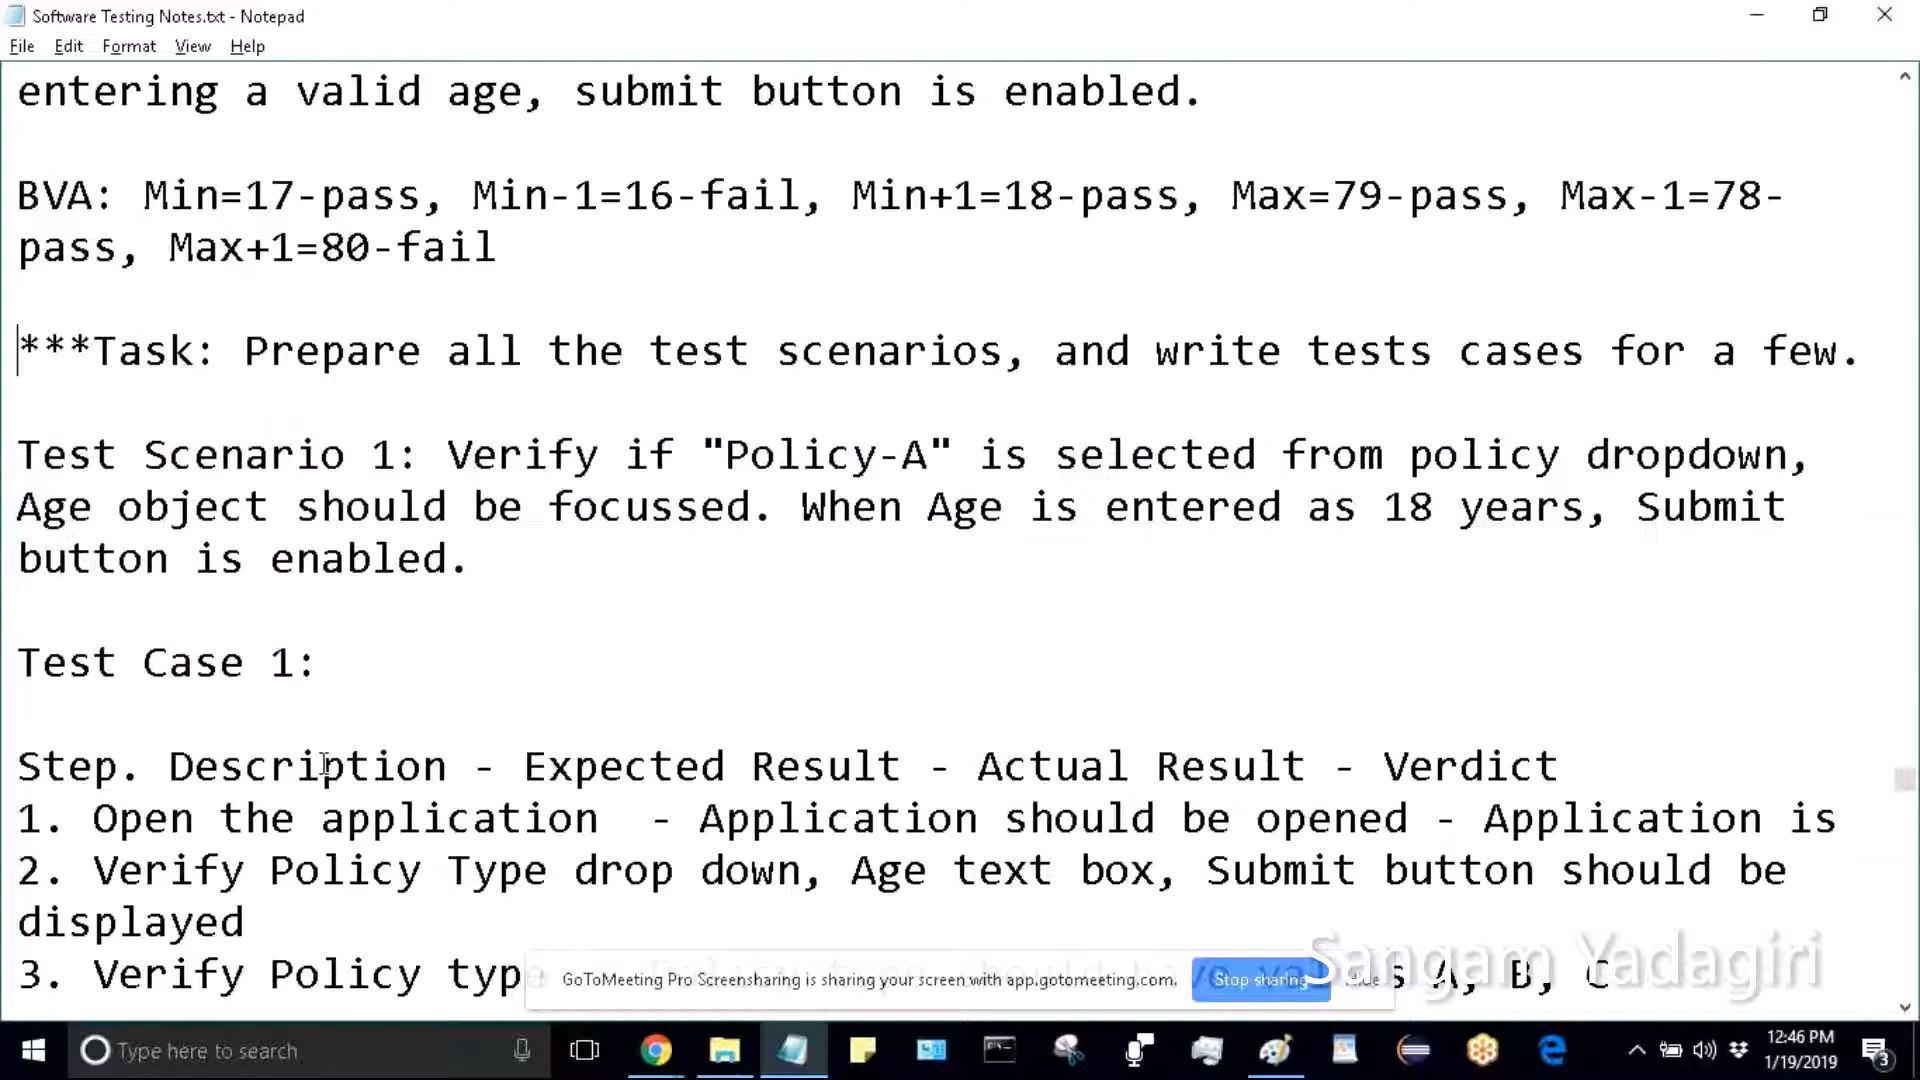 Software Testing Notes.txt - Notepad
File Edit Format View Help
entering a valid age, submit button is enabled.
BVA: Min=17-pass, Min-1=16-fail, Min+1=18-pass, Max=79-pass, Max-1=78-
pass, Max+1=80-fail
***Task: Prepare all the test scenarios, and write tests cases for a few.
Test Scenario 1: Verify if "Policy-A" is selected from policy dropdown,
Age object should be focussed. When Age is entered as 18 years, Submit
button is enabled.
Test Case 1:
Step. Description - Expected Result - Actual Result - Verdict
1. Open the application  - Application should be opened - Application is
2. Verify Policy Type drop down, Age text box, Submit button should be
displayed
3. Verify Policy type A, B, C
GoToMeeting Pro Screensharing is sharing your screen with app.gotomeeting.com. Stop sharing Hide
Sangam Yadagiri
Type here to search
12:46 PM
1/19/2019
3